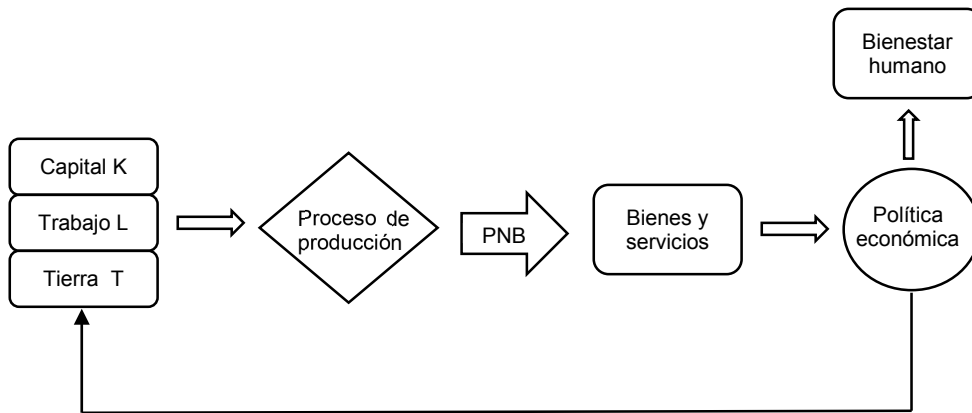 Bienestar
humano
Capital K
Trabajo L
Tierra T
Proceso de
producción
PNB
Bienes y
servicios
Política
económica